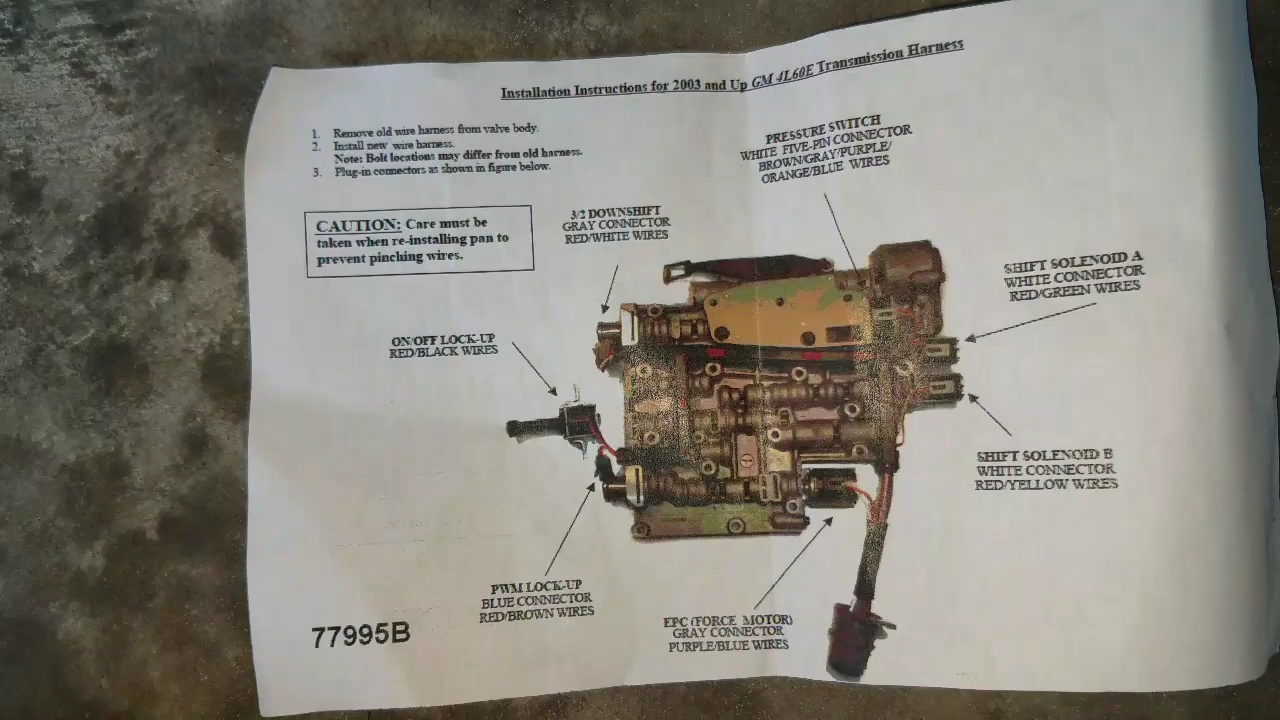 Installation Instructions for 2003 and Up GM 4L60E Transmission Harness
1. Remove old wire harness from valve body.
2. Install new wire harness.
Note: Bolt locations may differ from old harness.
3. Plug-in connectors as shown in figure below.
CAUTION: Care must be
taken when re-installing pan to
prevent pinching wires.
3/2 DOWNSHIFT
GRAY CONNECTOR
RED/WHITE WIRES
PRESSURE SWITCH
WHITE FIVE-PIN CONNECTOR
BROWN/GRAY/PURPLE/
ORANGE/BLUE WIRES
SHIFT SOLENOID A
WHITE CONNECTOR
RED/GREEN WIRES
ON/OFF LOCK-UP
RED/BLACK WIRES
SHIFT SOLENOID B
WHITE CONNECTOR
RED/YELLOW WIRES
PWM LOCK-UP
BLUE CONNECTOR
RED/BROWN WIRES
EPC (FORCE MOTOR)
GRAY CONNECTOR
PURPLE/BLUE WIRES
77995B